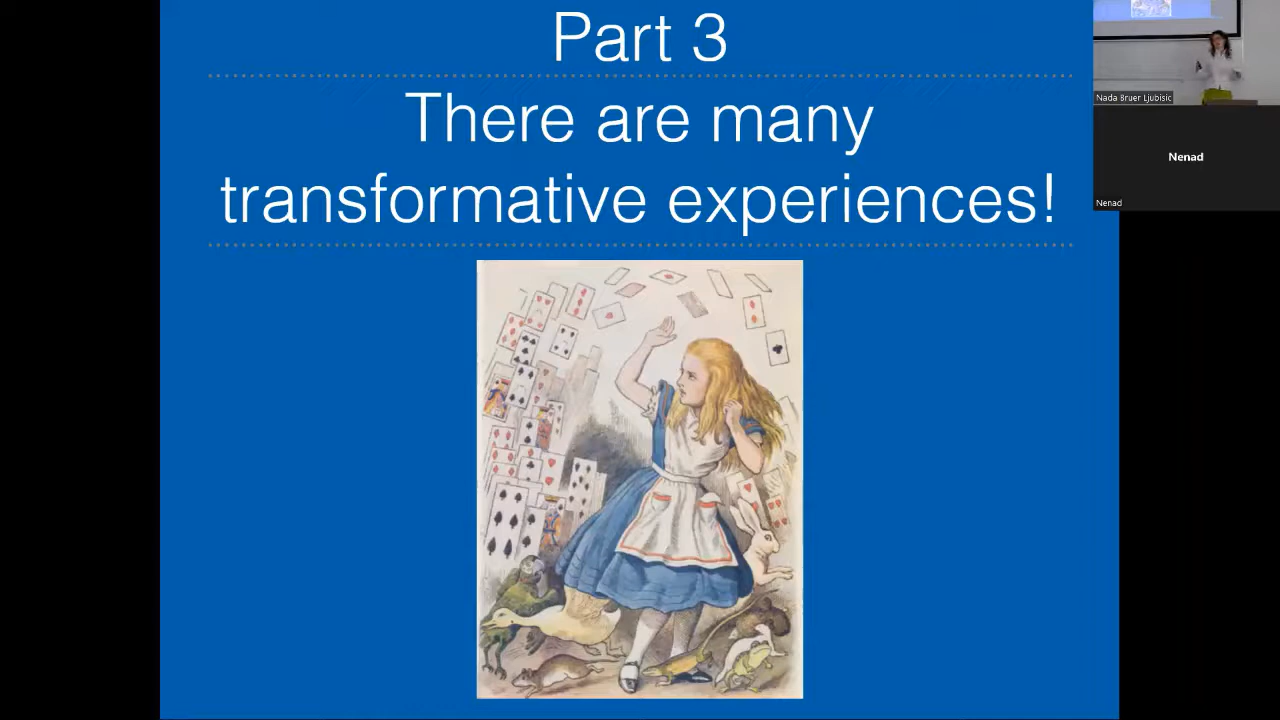 Part 3
There are many
transformative experiences!
Nada Bruer Ljubisic
Nenad
Nenad